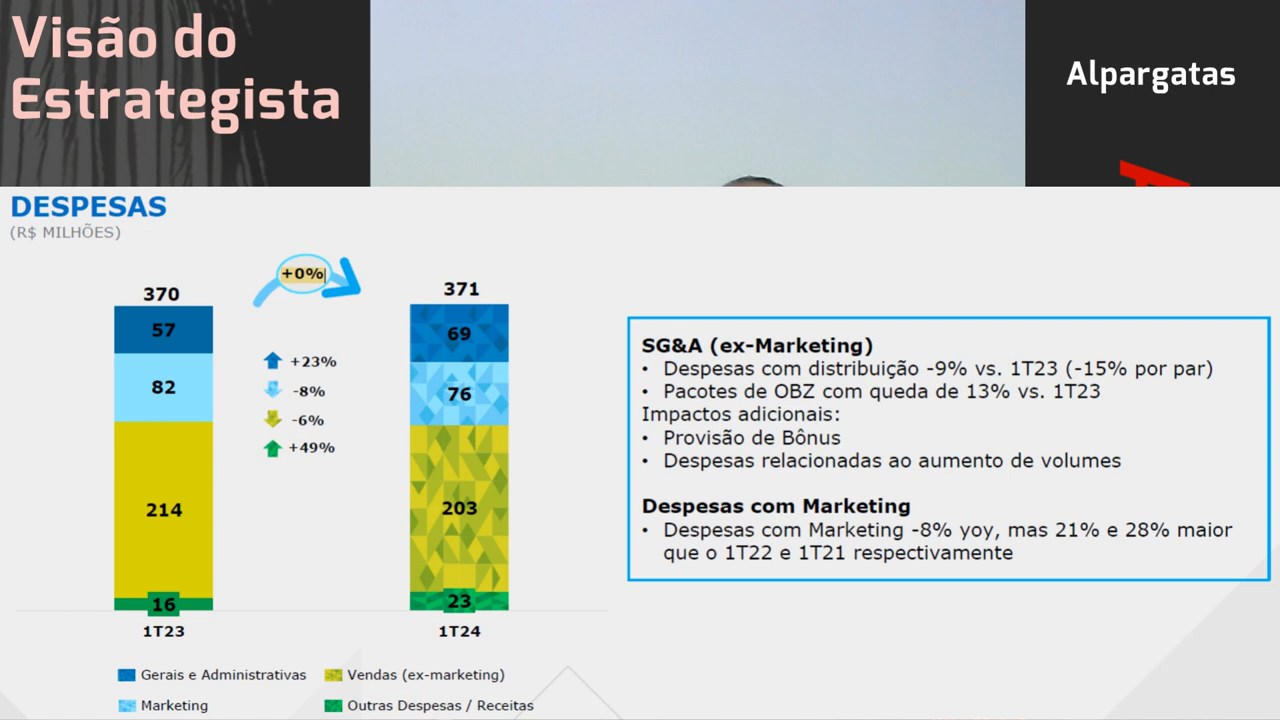 Visão do
Estrategista
Alpargatas
DESPESAS
(R$ MILHÕES)
+0%
370
371
57
82
214
16
+23%
-8%
-6%
+49%
69
76
203
23
1T23
1T24
Gerais e Administrativas
Vendas (ex-marketing)
Marketing
Outras Despesas / Receitas
SG&A (ex-Marketing)
• Despesas com distribuição -9% vs. 1T23 (-15% por par)
• Pacotes de OBZ com queda de 13% vs. 1T23
Impactos adicionais:
• Provisão de Bônus
• Despesas relacionadas ao aumento de volumes
Despesas com Marketing
• Despesas com Marketing -8% yoy, mas 21% e 28% maior
que o 1T22 e 1T21 respectivamente